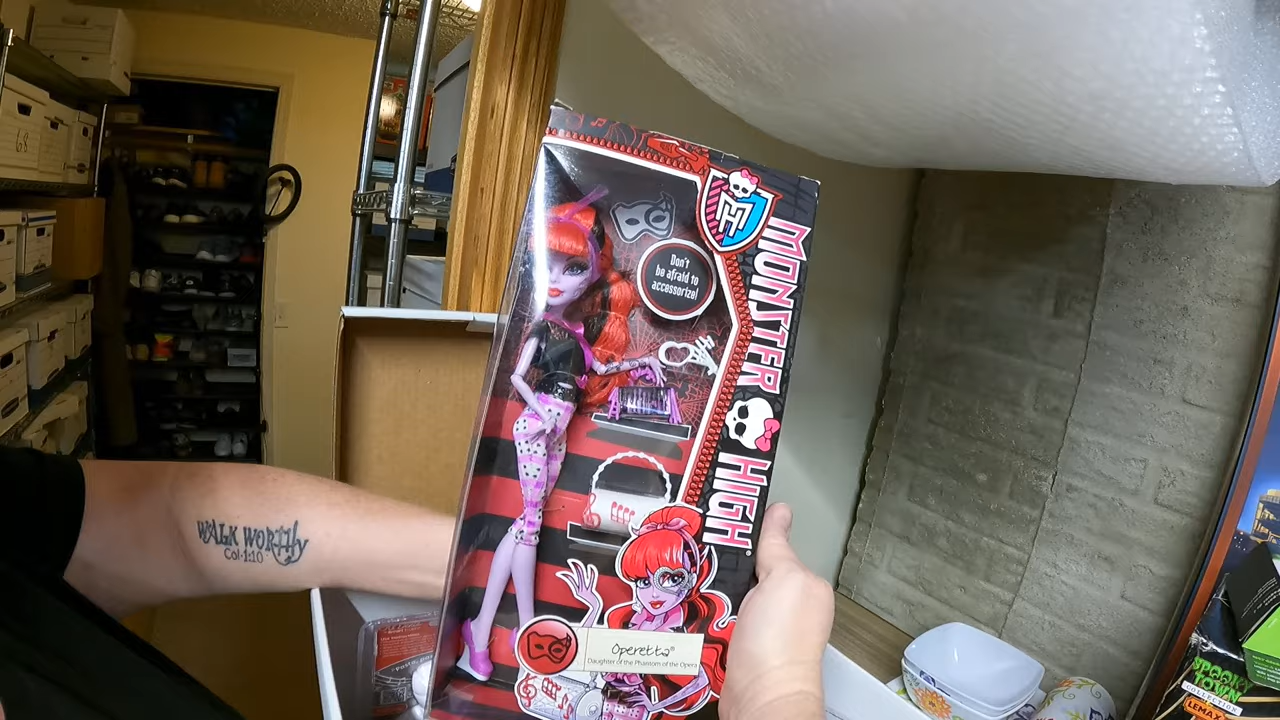 68
Don't
be afraid to
accessorize!
MONSTER HIGH®
WALK WORTHY
Col•1:10
Operetta®
Daughter of the Phantom of the Opera
SPOOKY
TOWN
COLLECTION
LEMAX